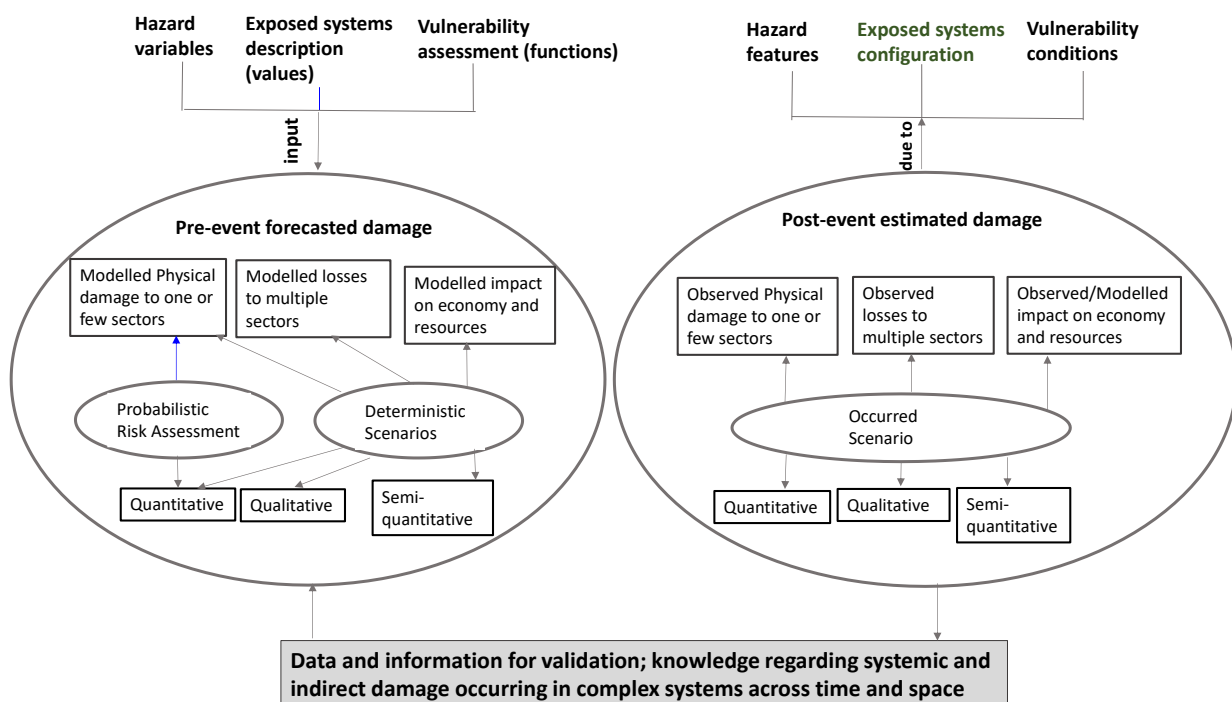 Hazard
variables
Exposed systems
description
(values)
Vulnerability
assessment (functions)
input
Pre-event forecasted damage
Modelled Physical
damage to one or
few sectors
Modelled losses
to multiple
sectors
Modelled impact
on economy and
resources
Probabilistic
Risk Assessment
Deterministic
Scenarios
Quantitative
Qualitative
Semi-
quantitative
Hazard
features
Exposed systems
configuration
Vulnerability
conditions
due to
Post-event estimated damage
Observed Physical
damage to one or
few sectors
Observed
losses to
multiple sectors
Observed/Modelled
impact on economy
and resources
Occurred
Scenario
Quantitative
Qualitative
Semi-
quantitative
Data and information for validation; knowledge regarding systemic and
indirect damage occurring in complex systems across time and space